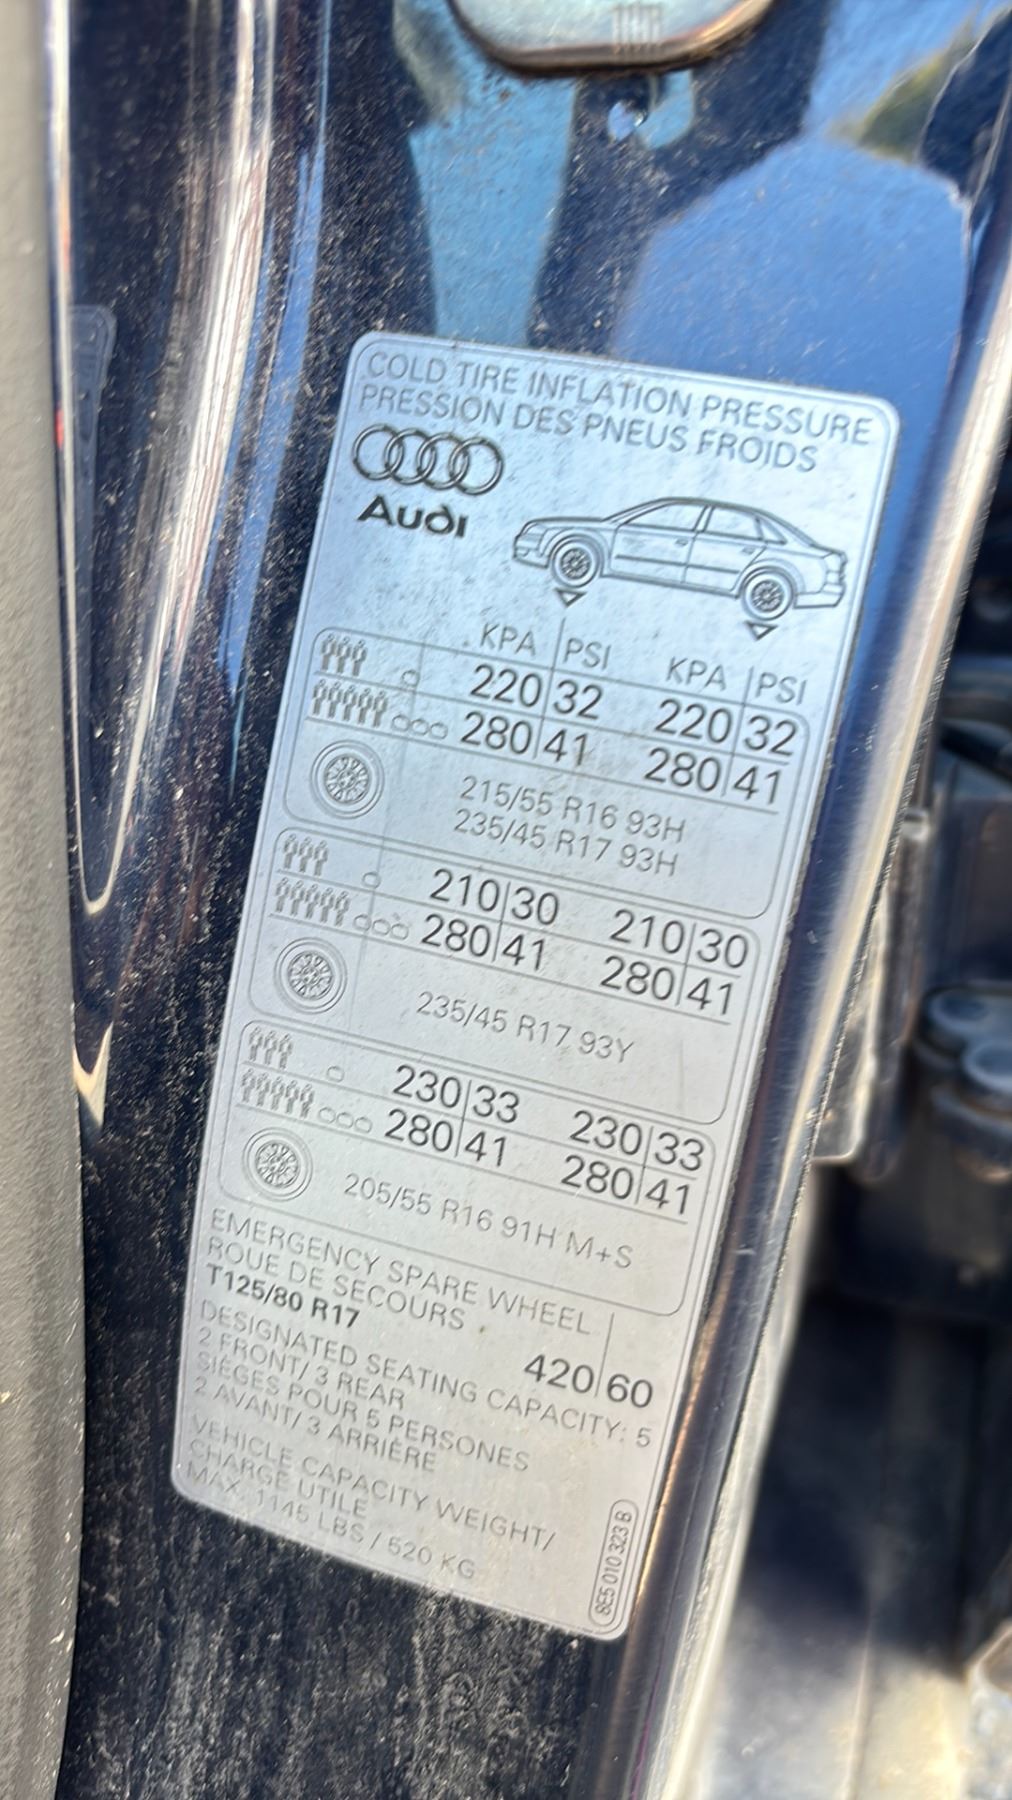 COLD TIRE INFLATION PRESSURE
PRESSION DES PNEUS FROIDS
Audi
KPA PSI KPA PSI
220 32 220 32
280 41 280 41
215/55 R16 93H
235/45 R17 93H
210 30 210 30
280 41 280 41
235/45 R17 93Y
230 33 230 33
280 41 280 41
205/55 R16 91H M+S
EMERGENCY SPARE WHEEL
ROUE DE SECOURS
T125/80 R17
420 60
DESIGNATED SEATING CAPACITY: 5
2 FRONT/ 3 REAR
SIÈGES POUR 5 PERSONES
2 AVANT/ 3 ARRIÈRE
VEHICLE CAPACITY WEIGHT/
CHARGE UTILE
MAX. 1145 LBS / 520 KG
8E5 010 323 B